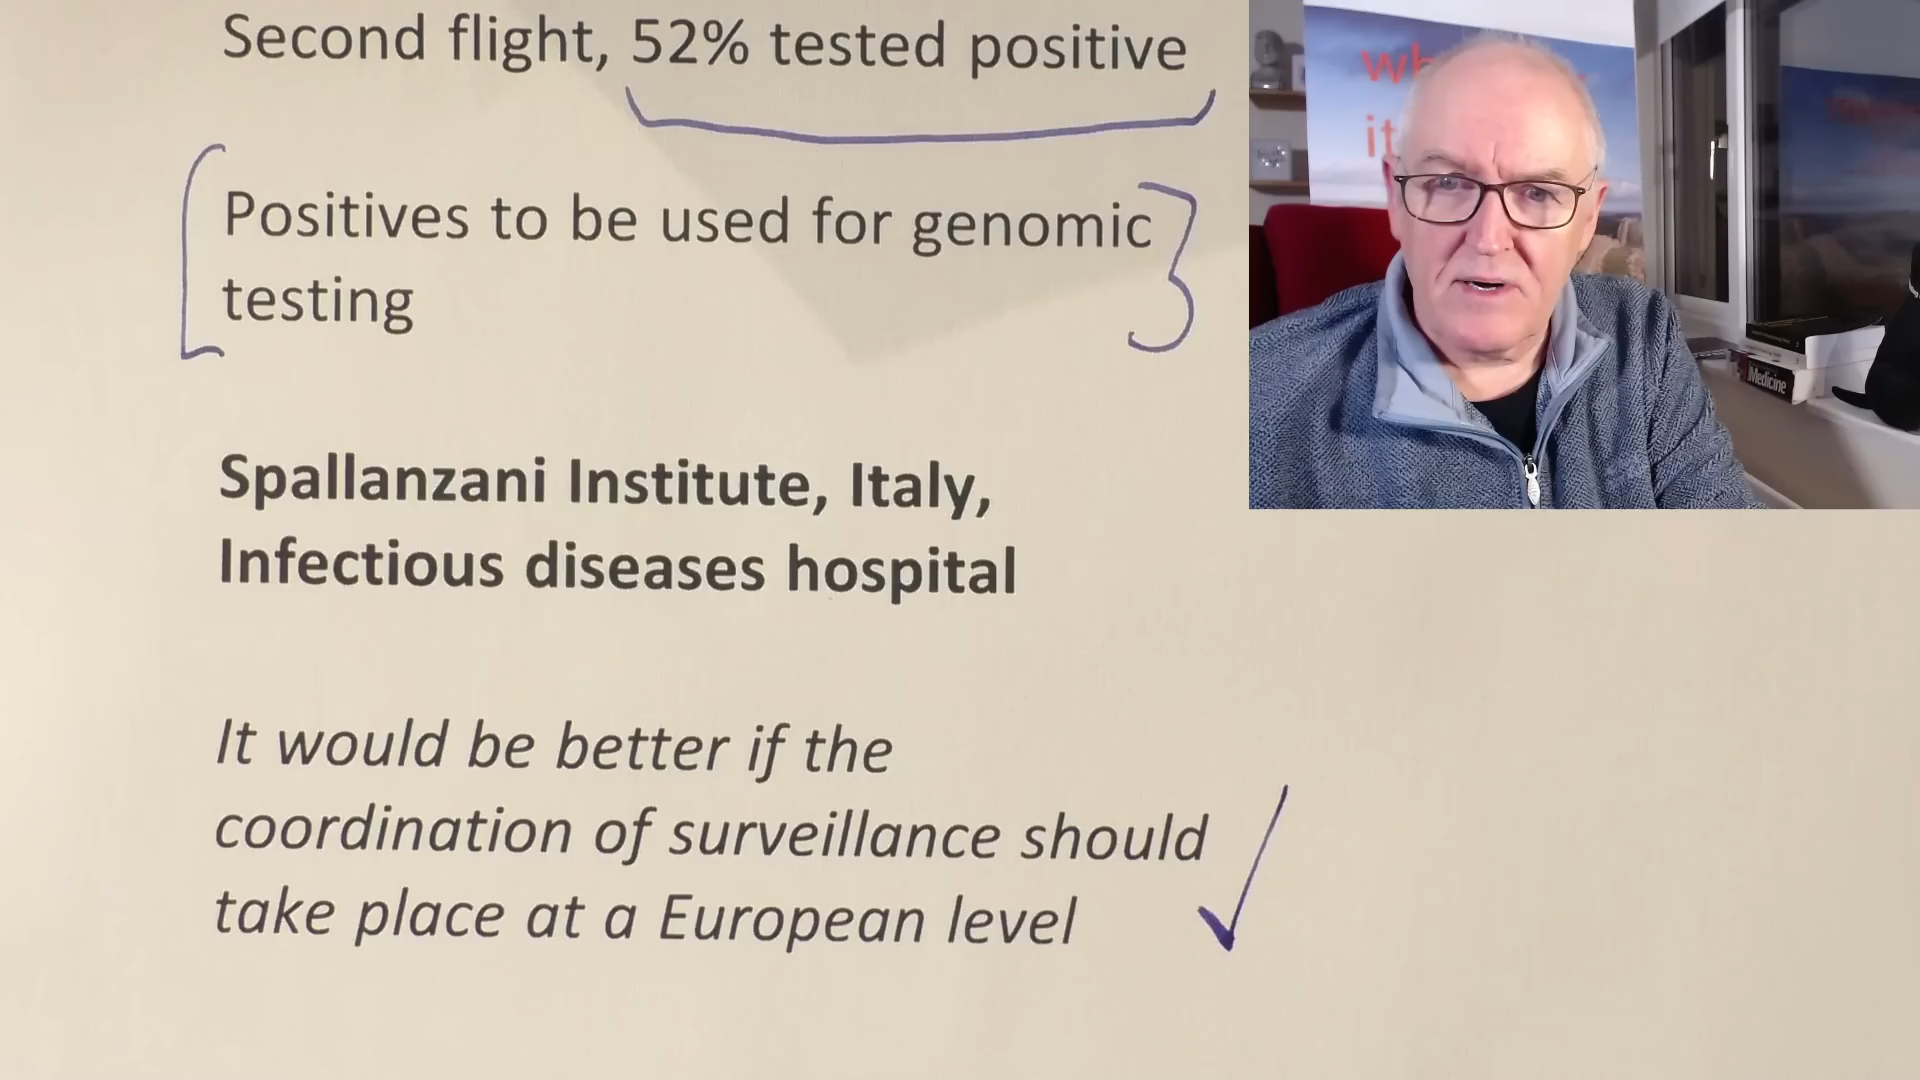 Second flight, 52% tested positive
Positives to be used for genomic
testing
Spallanzani Institute, Italy,
Infectious diseases hospital
It would be better if the
coordination of surveillance should
take place at a European level
it
Medicine